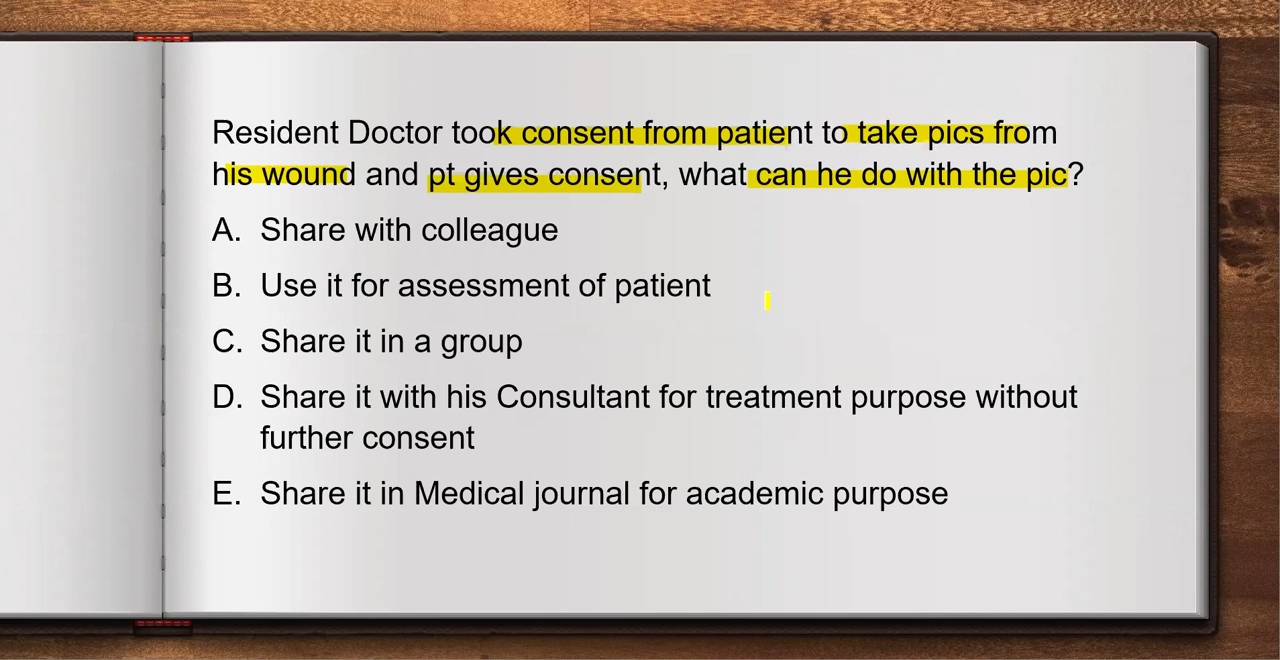 Resident Doctor took consent from patient to take pics from
his wound and pt gives consent, what can he do with the pic?
A. Share with colleague
B. Use it for assessment of patient
C. Share it in a group
D. Share it with his Consultant for treatment purpose without
further consent
E. Share it in Medical journal for academic purpose